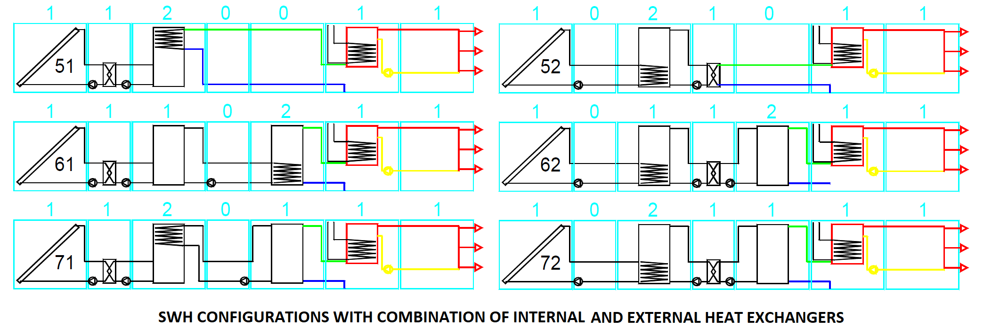 1 1 2 0 0 1 1
51
1 0 2 1 0 1 1
52
1 1 1 0 2 1 1
61
1 0 1 1 2 1 1
62
1 1 2 0 1 1 1
71
1 0 2 1 1 1 1
72
SWH CONFIGURATIONS WITH COMBINATION OF INTERNAL AND EXTERNAL HEAT EXCHANGERS